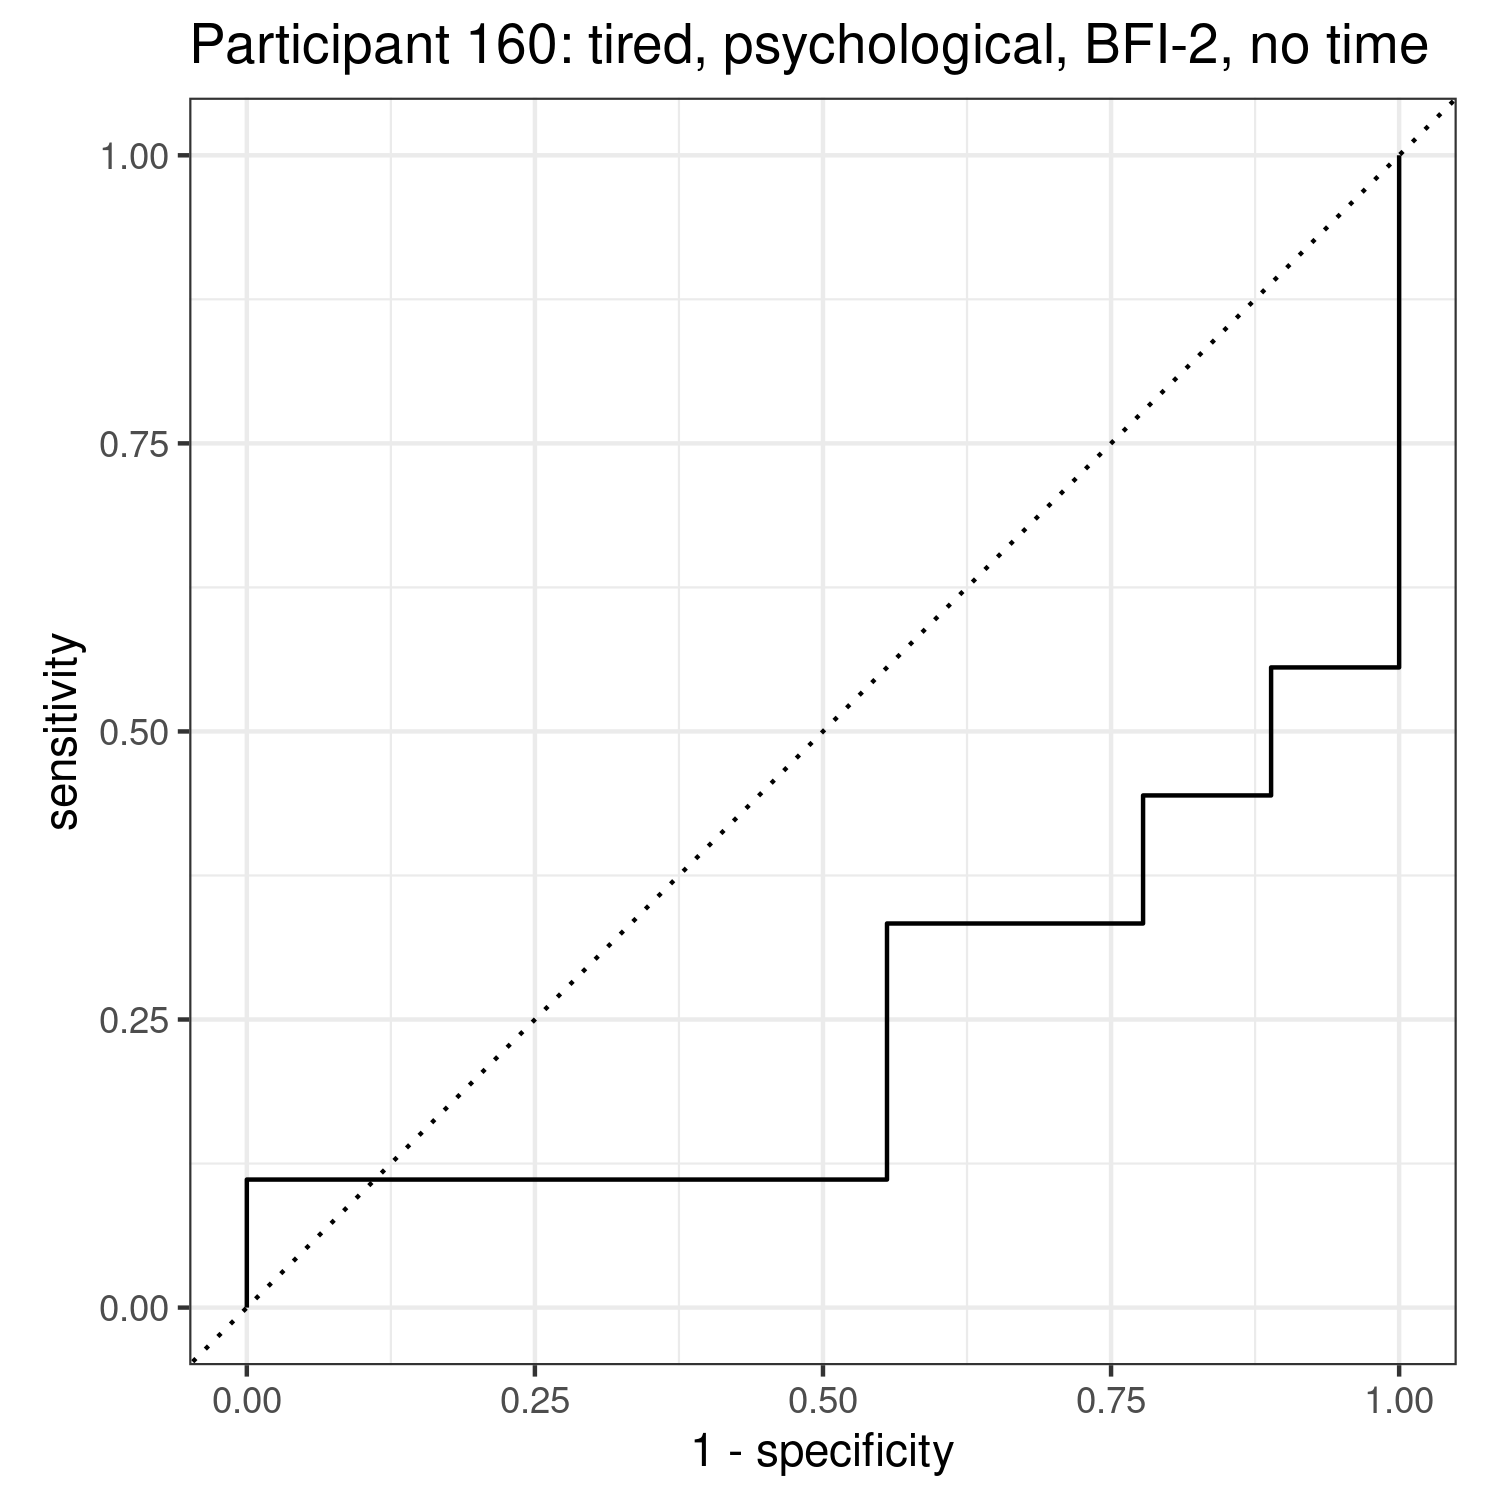 Participant 160: tired, psychological, BFI-2, no time
sensitivity
1.00
0.75
0.50
0.25
0.00
0.00 0.25 0.50 0.75 1.00
1 - specificity